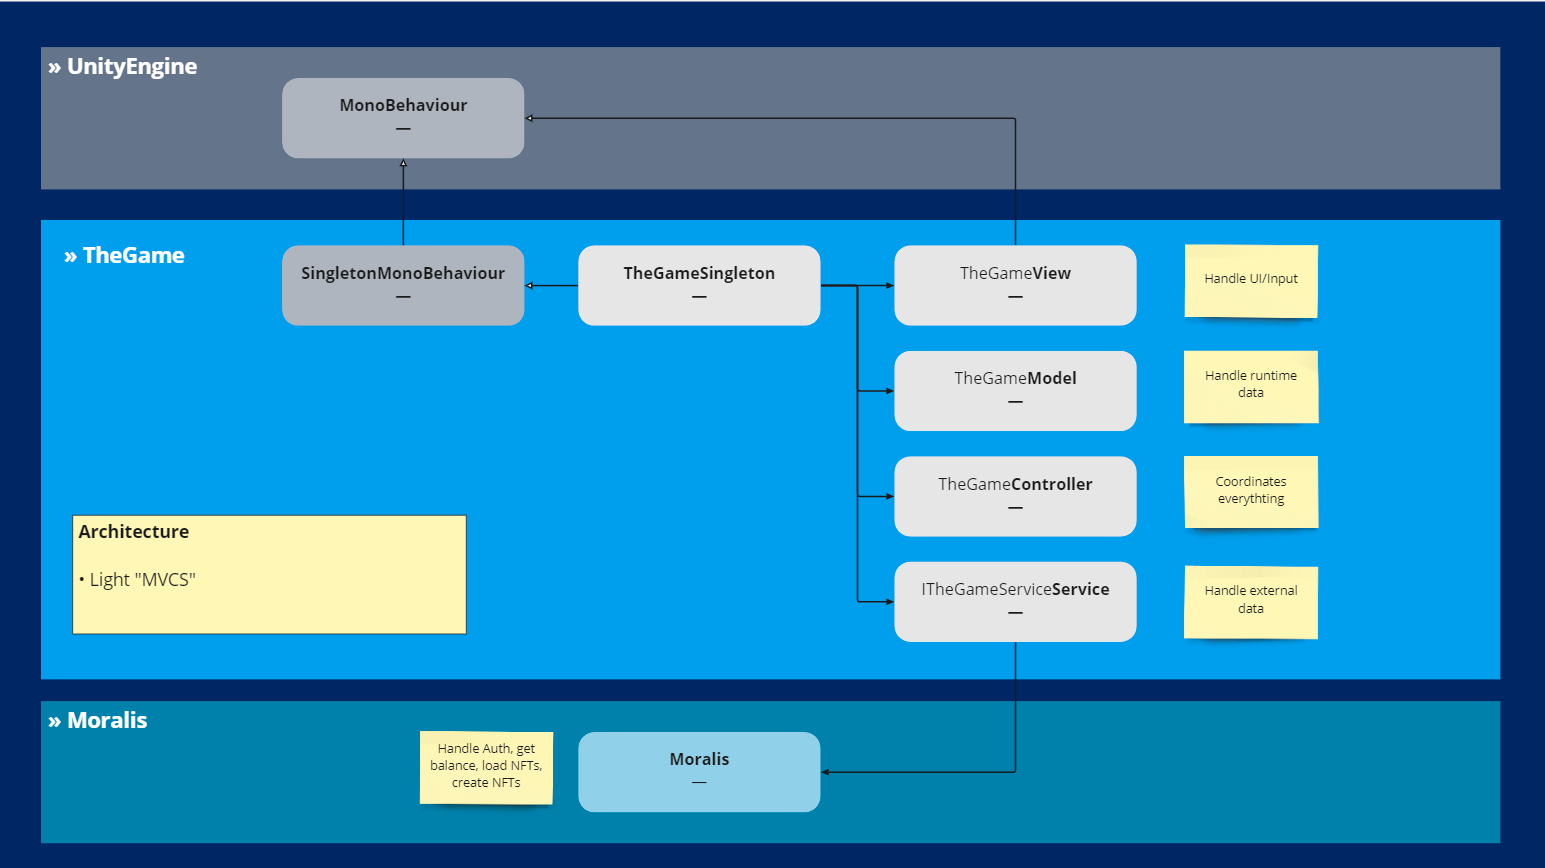 » UnityEngine
MonoBehaviour
—
» TheGame
SingletonMonoBehaviour
—
TheGameSingleton
—
TheGameView
—
Handle UI/Input
TheGameModel
—
Handle runtime
data
TheGameController
—
Coordinates
everythting
Architecture
• Light "MVCS"
ITheGameServiceService
—
Handle external
data
» Moralis
Handle Auth, get
balance, load NFTs,
create NFTs
Moralis
—